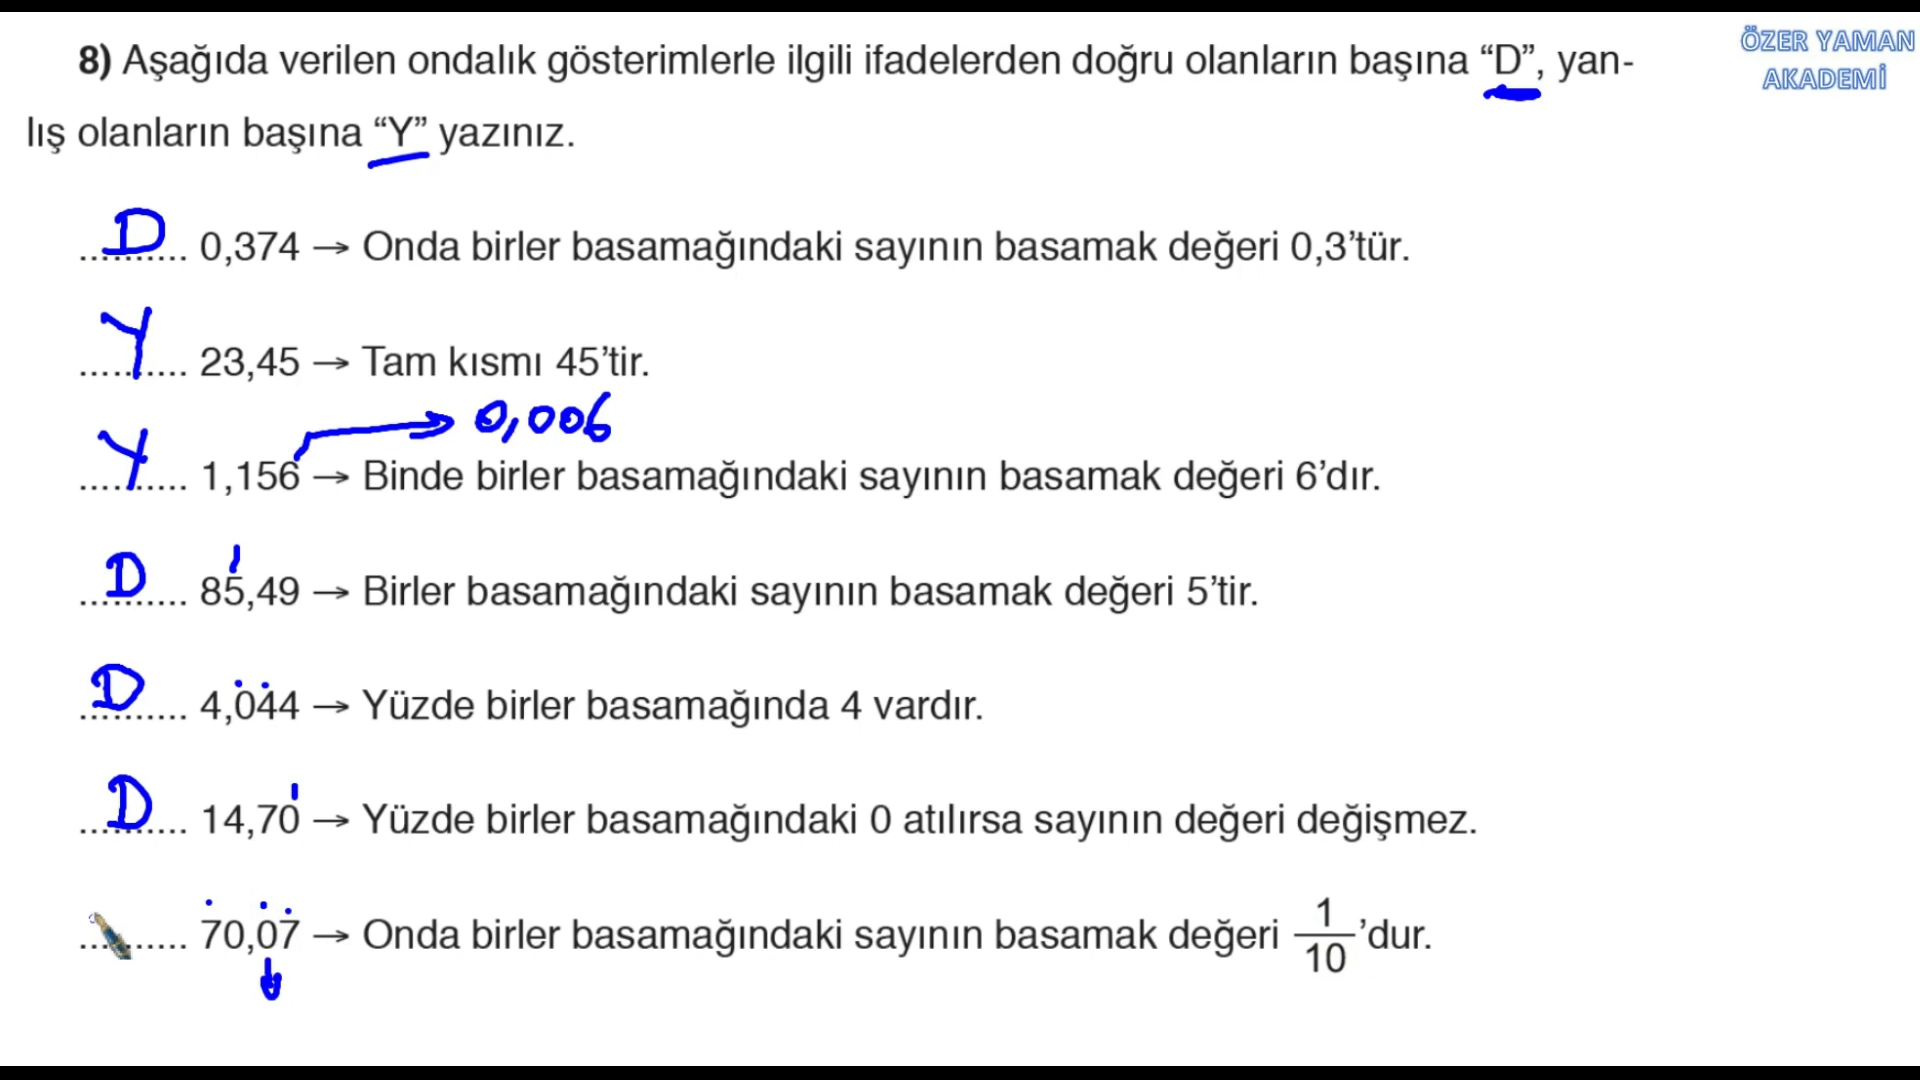 8) Aşağıda verilen ondalık gösterimlerle ilgili ifadelerden doğru olanların başına “D”, yan-
lış olanların başına “Y” yazınız.
ÖZER YAMAN
AKADEMİ
D .......... 0,374 → Onda birler basamağındaki sayının basamak değeri 0,3’tür.
Y .......... 23,45 → Tam kısmı 45’tir.
0,006
Y .......... 1,156 → Binde birler basamağındaki sayının basamak değeri 6’dır.
D .......... 85,49 → Birler basamağındaki sayının basamak değeri 5’tir.
D .......... 4,044 → Yüzde birler basamağında 4 vardır.
D .......... 14,70 → Yüzde birler basamağındaki 0 atılırsa sayının değeri değişmez.
.......... 70,07 → Onda birler basamağındaki sayının basamak değeri 1/10’dur.